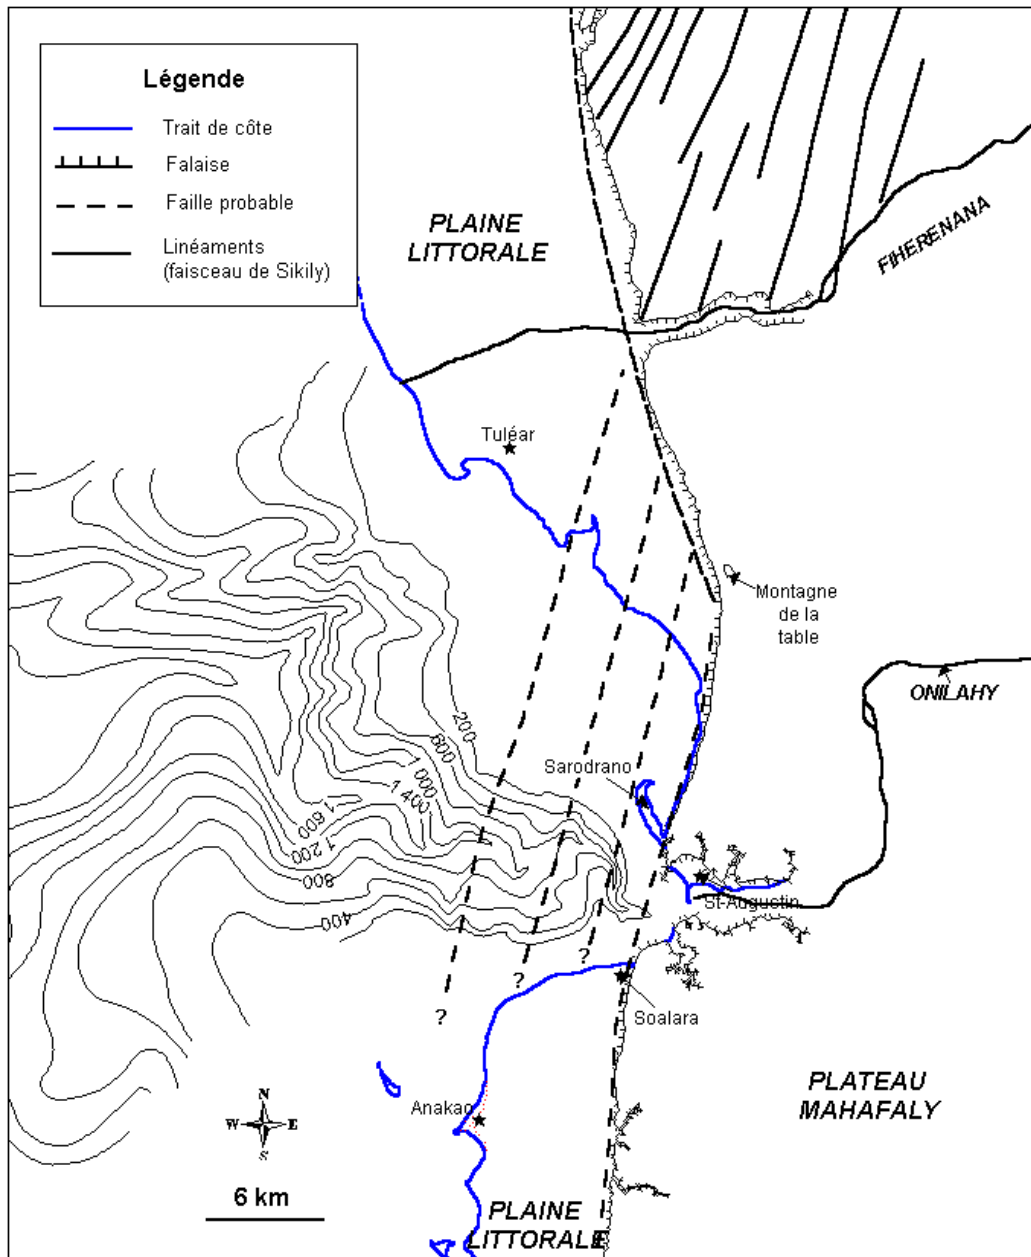 Légende
Trait de côte
Falaise
Faille probable
Linéaments
(faisceau de Sikily)
PLAINE
LITTORALE
FIHERENANA
Tuléar
Montagne
de la
table
ONILAHY
200
600
1 000
1 400
Sarodrano
1 600
1 200
800
400
St-Augustin
?
?
?
Soalara
Anakao
PLATEAU
MAHAFALY
N
W
E
S
6 km
PLAINE
LITTORALE